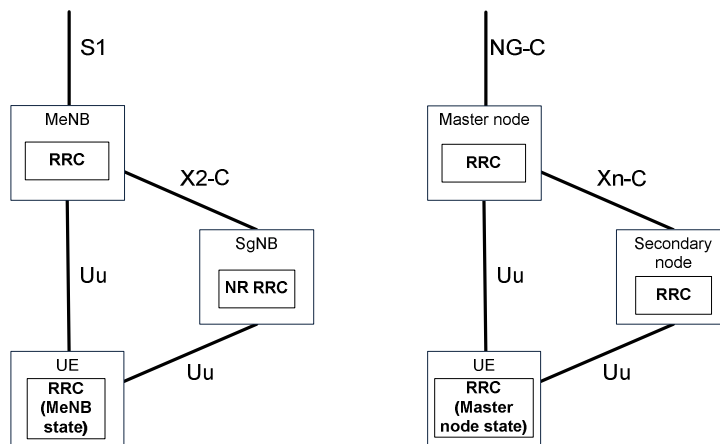 S1
MeNB
RRC
X2-C
SgNB
NR RRC
Uu
Uu
UE
RRC
(MeNB
state)
NG-C
Master node
RRC
Xn-C
Secondary
node
RRC
Uu
Uu
UE
RRC
(Master
node state)